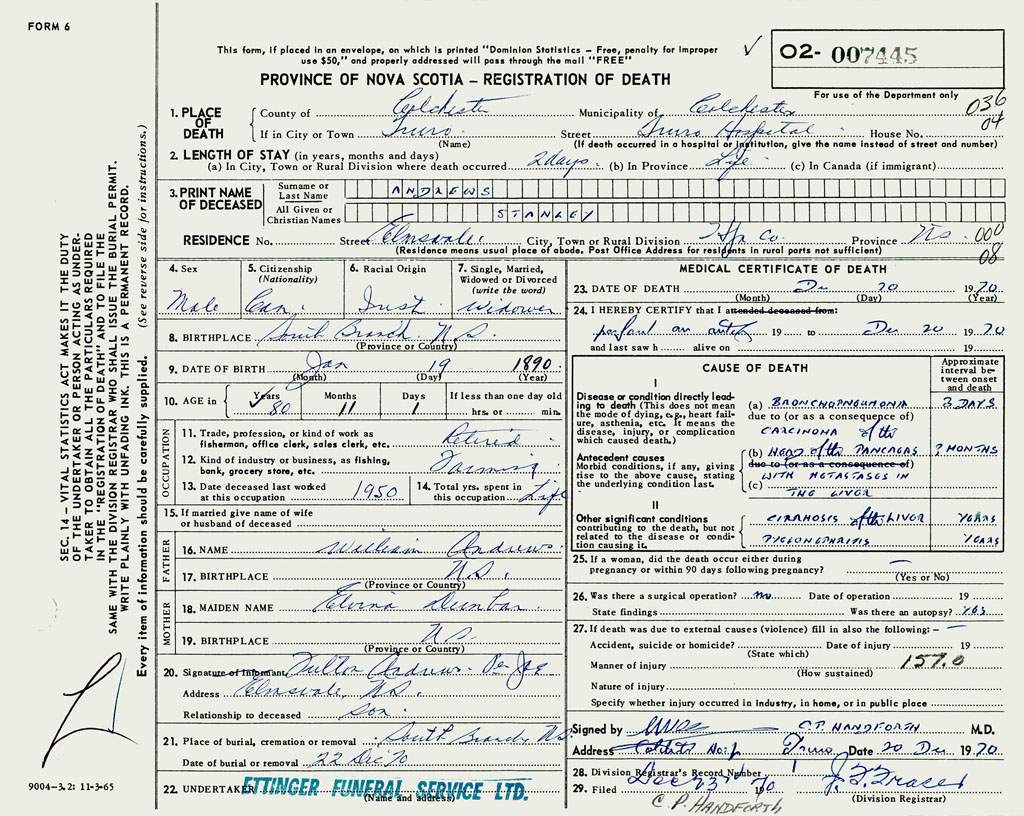 FORM 6
This form, if placed in an envelope, on which is printed "Dominion Statistics – Free, penalty for improper
use $50," and properly addressed will pass through the mail "FREE"
PROVINCE OF NOVA SCOTIA – REGISTRATION OF DEATH
✓ 02- 007445
For use of the Department only
036
04
1. PLACE OF DEATH
County of Colchester Municipality of Colchester
If in City or Town Truro (Name) Street Truro Hospital House No.
(If death occurred in a hospital or institution, give the name instead of street and number)
2. LENGTH OF STAY (in years, months and days)
(a) In City, Town or Rural Division where death occurred 2 days (b) In Province Life (c) In Canada (if immigrant)
3. PRINT NAME OF DECEASED
Surname or Last Name ANDREWS
All Given or Christian Names STANLEY
RESIDENCE No. Street Elmsvale City, Town or Rural Division Hfx Co. Province N.S. 000
(Residence means usual place of abode. Post Office Address for residents in rural parts not sufficient)
08
4. Sex Male
5. Citizenship (Nationality) Can.
6. Racial Origin
7. Single, Married, Widowed or Divorced (write the word) Widower
8. BIRTHPLACE South Branch N.S.
(Province or Country)
9. DATE OF BIRTH Jan 19 1890
(Month) (Day) (Year)
10. AGE in ✓ Years 80 Months 11 Days 1 If less than one day old hrs. or min.
OCCUPATION
11. Trade, profession, or kind of work as fisherman, office clerk, sales clerk, etc. Retired
12. Kind of industry or business, as fishing, bank, grocery store, etc. Farming
13. Date deceased last worked at this occupation 1950
14. Total yrs. spent in this occupation Life
15. If married give name of wife or husband of deceased
FATHER
16. NAME William Andrews
17. BIRTHPLACE N.S.
(Province or Country)
MOTHER
18. MAIDEN NAME Elvina Dunbar
19. BIRTHPLACE N.S.
(Province or Country)
20. Signature of Informant Fulton Andrews Per
Address Elmsvale, N.S.
Relationship to deceased Son
21. Place of burial, cremation or removal South Branch N.S.
Date of burial or removal 22 Dec 70
22. UNDERTAKER ETTINGER FUNERAL SERVICE LTD.
(Name and address)
MEDICAL CERTIFICATE OF DEATH
23. DATE OF DEATH Dec 20 1970
(Month) (Day) (Year)
24. I HEREBY CERTIFY that I attended deceased from:
19 to Dec 20 1970
and last saw h alive on 19
CAUSE OF DEATH
Approximate interval between onset and death
I
Disease or condition directly leading to death (This does not mean the mode of dying, e.g., heart failure, asthenia, etc. It means the disease, injury, or complication which caused death.)
(a) BRONCHOPNEUMONIA 3 DAYS
due to (or as a consequence of)
CARCINOMA of the
Antecedent causes
Morbid conditions, if any, giving rise to the above cause, stating the underlying condition last.
(b) HEAD of the PANCREAS ? MONTHS
due to (or as a consequence of)
WITH METASTASES IN
(c) THE LIVER
II
Other significant conditions contributing to the death, but not related to the disease or condition causing it.
CIRRHOSIS of the LIVER YEARS
PYELONEPHRITIS YEARS
25. If a woman, did the death occur either during pregnancy or within 90 days following pregnancy? —
(Yes or No)
26. Was there a surgical operation? no Date of operation 19
State findings Was there an autopsy? YES
27. If death was due to external causes (violence) fill in also the following: –
Accident, suicide or homicide? Date of injury 19
(State which)
Manner of injury 157.0
(How sustained)
Nature of injury
Specify whether injury occurred in industry, in home, or in public place
Signed by C.P. HANDFORTH M.D.
Address Truro Date 20 Dec 1970
28. Division Registrar's Record Number
29. Filed Dec 23 1970 J. F. Fraser
(Division Registrar)
C. P. HANDFORTH
SEC. 14 – VITAL STATISTICS ACT MAKES IT THE DUTY
OF THE UNDERTAKER OR PERSON ACTING AS UNDER-
TAKER TO OBTAIN ALL THE PARTICULARS REQUIRED
IN THE "REGISTRATION OF DEATH" AND TO FILE THE
SAME WITH THE DIVISION REGISTRAR WHO SHALL ISSUE THE BURIAL PERMIT.
WRITE PLAINLY WITH UNFADING INK. THIS IS A PERMANENT RECORD.
Every item of information should be carefully supplied. (See reverse side for instructions.)
9004-3.2: 11-3-65